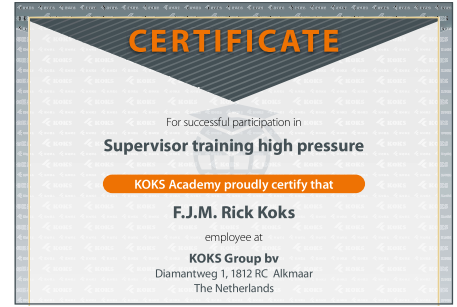 CERTIFICATE
For successful participation in
Supervisor training high pressure
KOKS Academy proudly certify that
F.J.M. Rick Koks
employee at
KOKS Group bv
Diamantweg 1, 1812 RC Alkmaar
The Netherlands